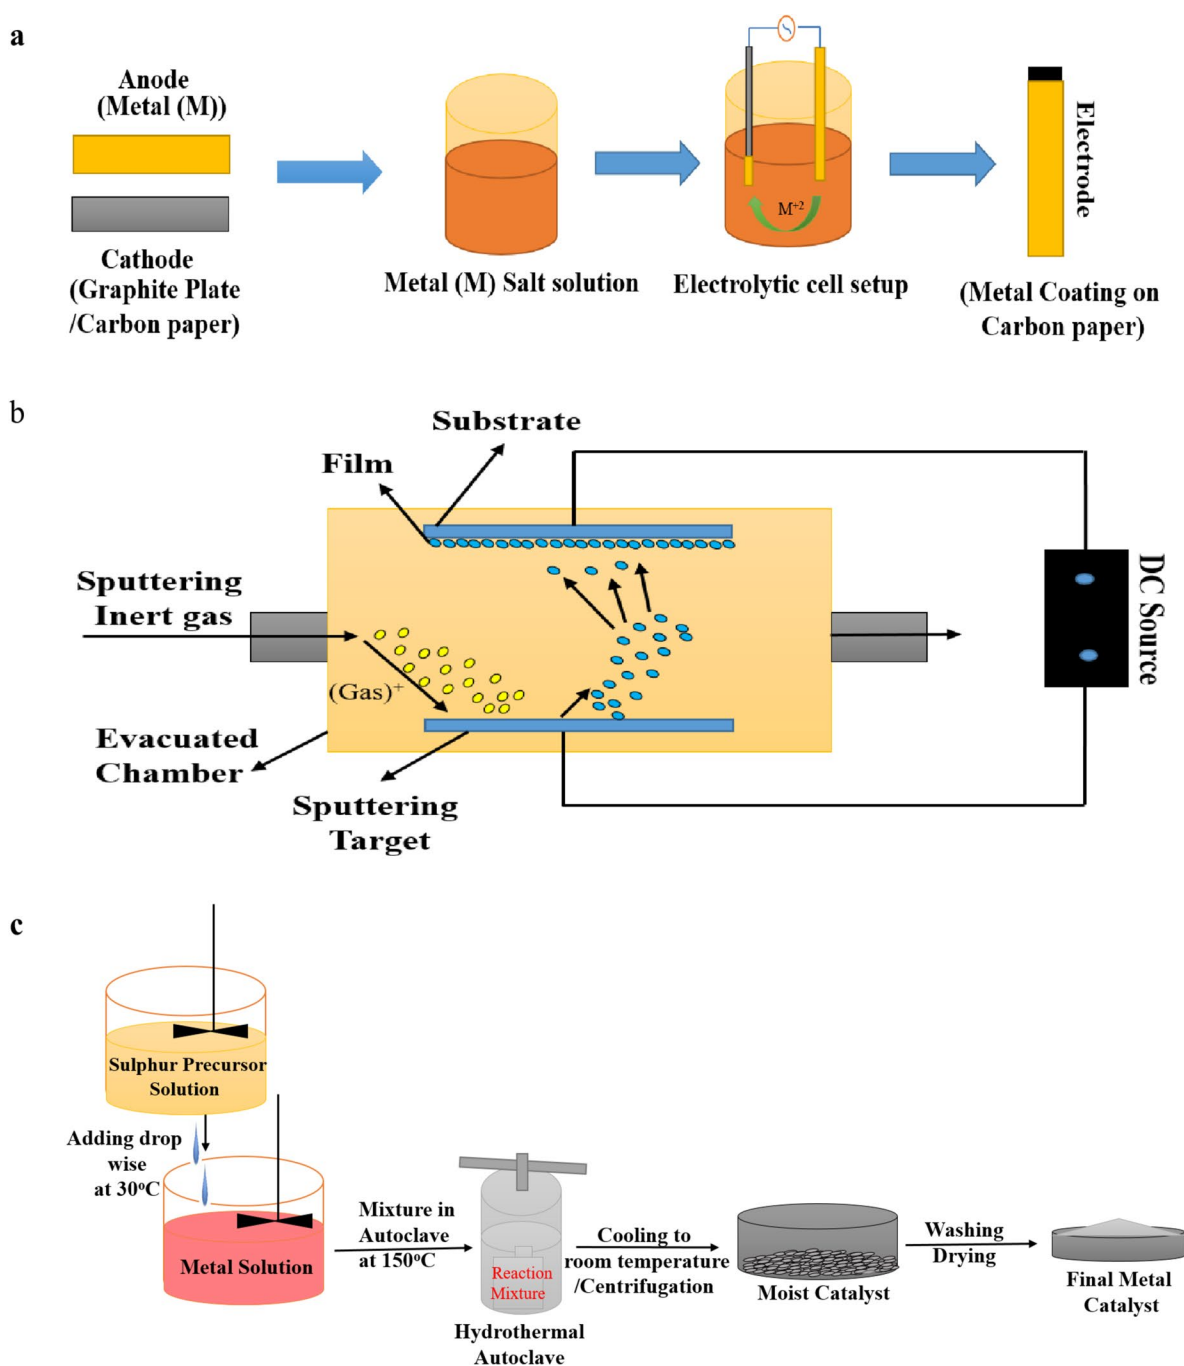 a
Anode
(Metal (M))
Cathode
(Graphite Plate
/Carbon paper)
Metal (M) Salt solution
M+2
Electrolytic cell setup
Electrode
(Metal Coating on
Carbon paper)
b
Substrate
Film
Sputtering
Inert gas
(Gas)+
Evacuated
Chamber
Sputtering
Target
DC Source
c
Sulphur Precursor
Solution
Adding drop
wise
at 30oC
Metal Solution
Mixture in
Autoclave
at 150oC
Reaction
Mixture
Hydrothermal
Autoclave
Cooling to
room temperature
/Centrifugation
Moist Catalyst
Washing
Drying
Final Metal
Catalyst